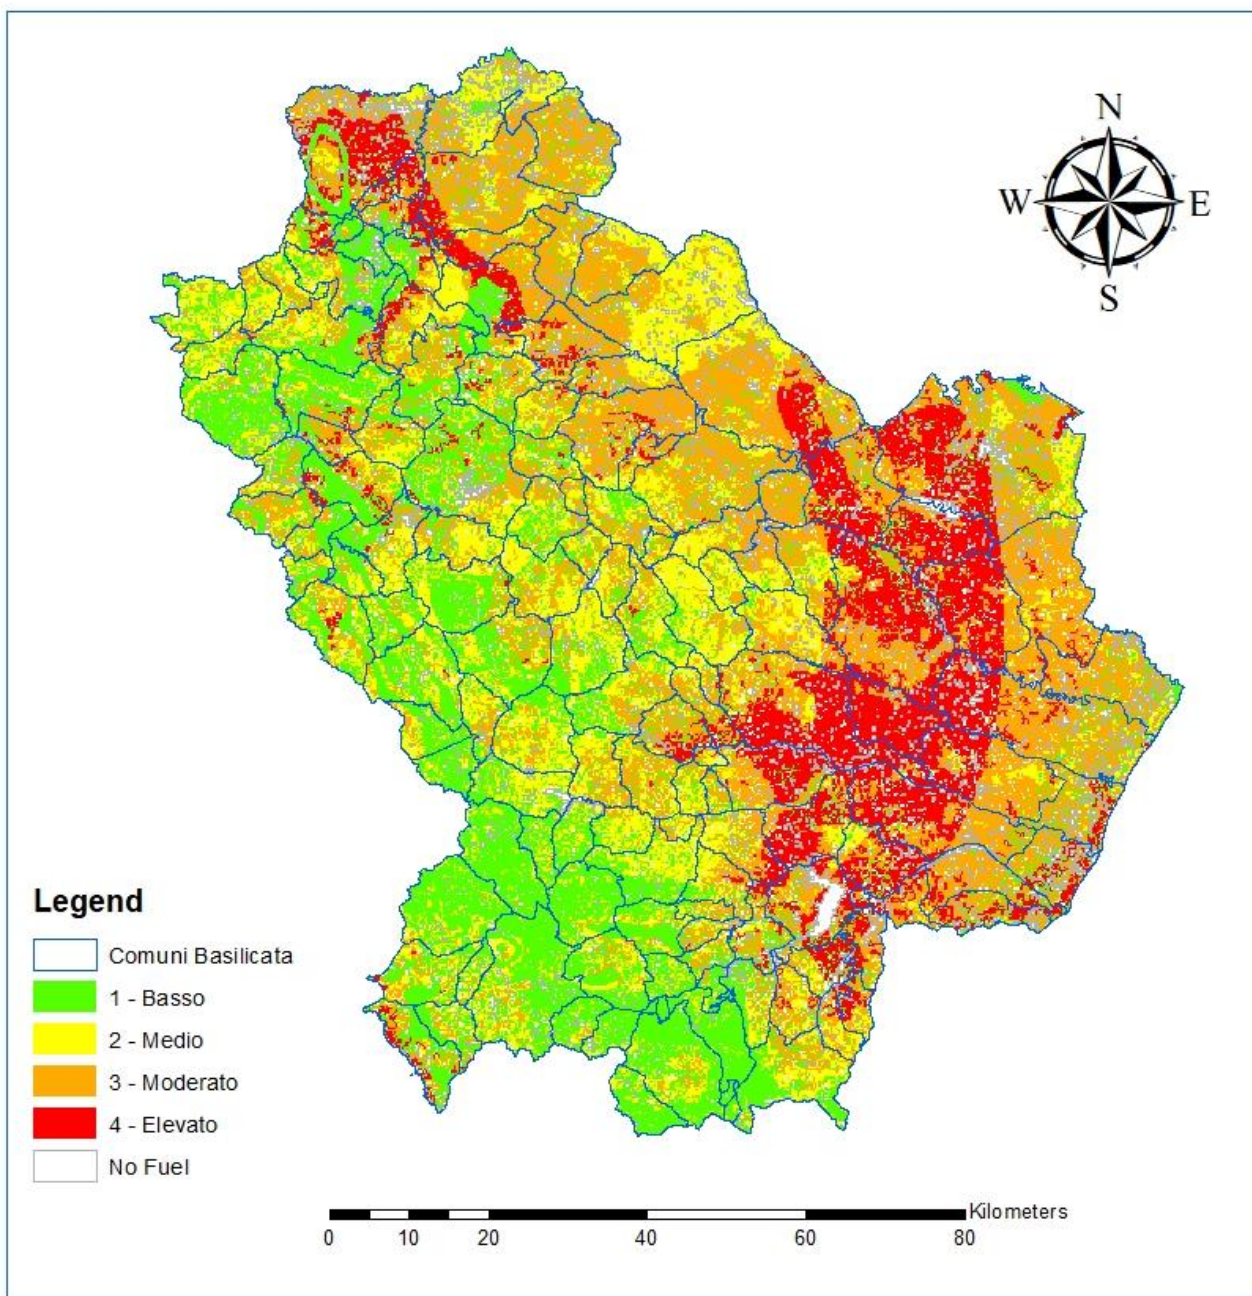 N
W E
S
Legend
Comuni Basilicata
1 - Basso
2 - Medio
3 - Moderato
4 - Elevato
No Fuel
Kilometers
0 10 20 40 60 80